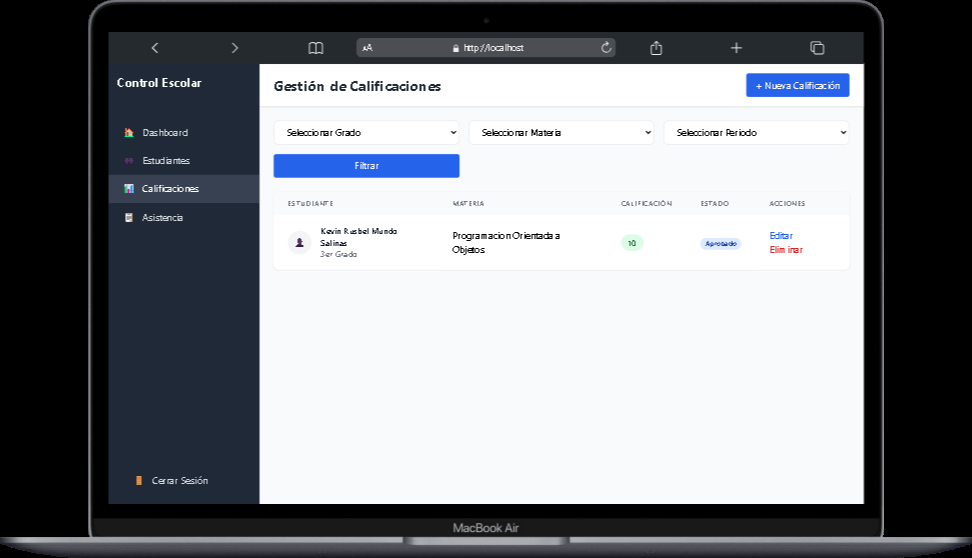 AA
http://localhost
Control Escolar
Dashboard
Estudiantes
Calificaciones
Asistencia
Cerrar Sesión
Gestión de Calificaciones
+ Nueva Calificación
Seleccionar Grado
Seleccionar Materia
Seleccionar Periodo
Filtrar
ESTUDIANTE MATERIA CALIFICACIÓN ESTADO ACCIONES
Kevin Rasbel Mundo
Salinas
3er Grado
Programacion Orientada a
Objetos
10
Aprobado
Editar
Eliminar
MacBook Air